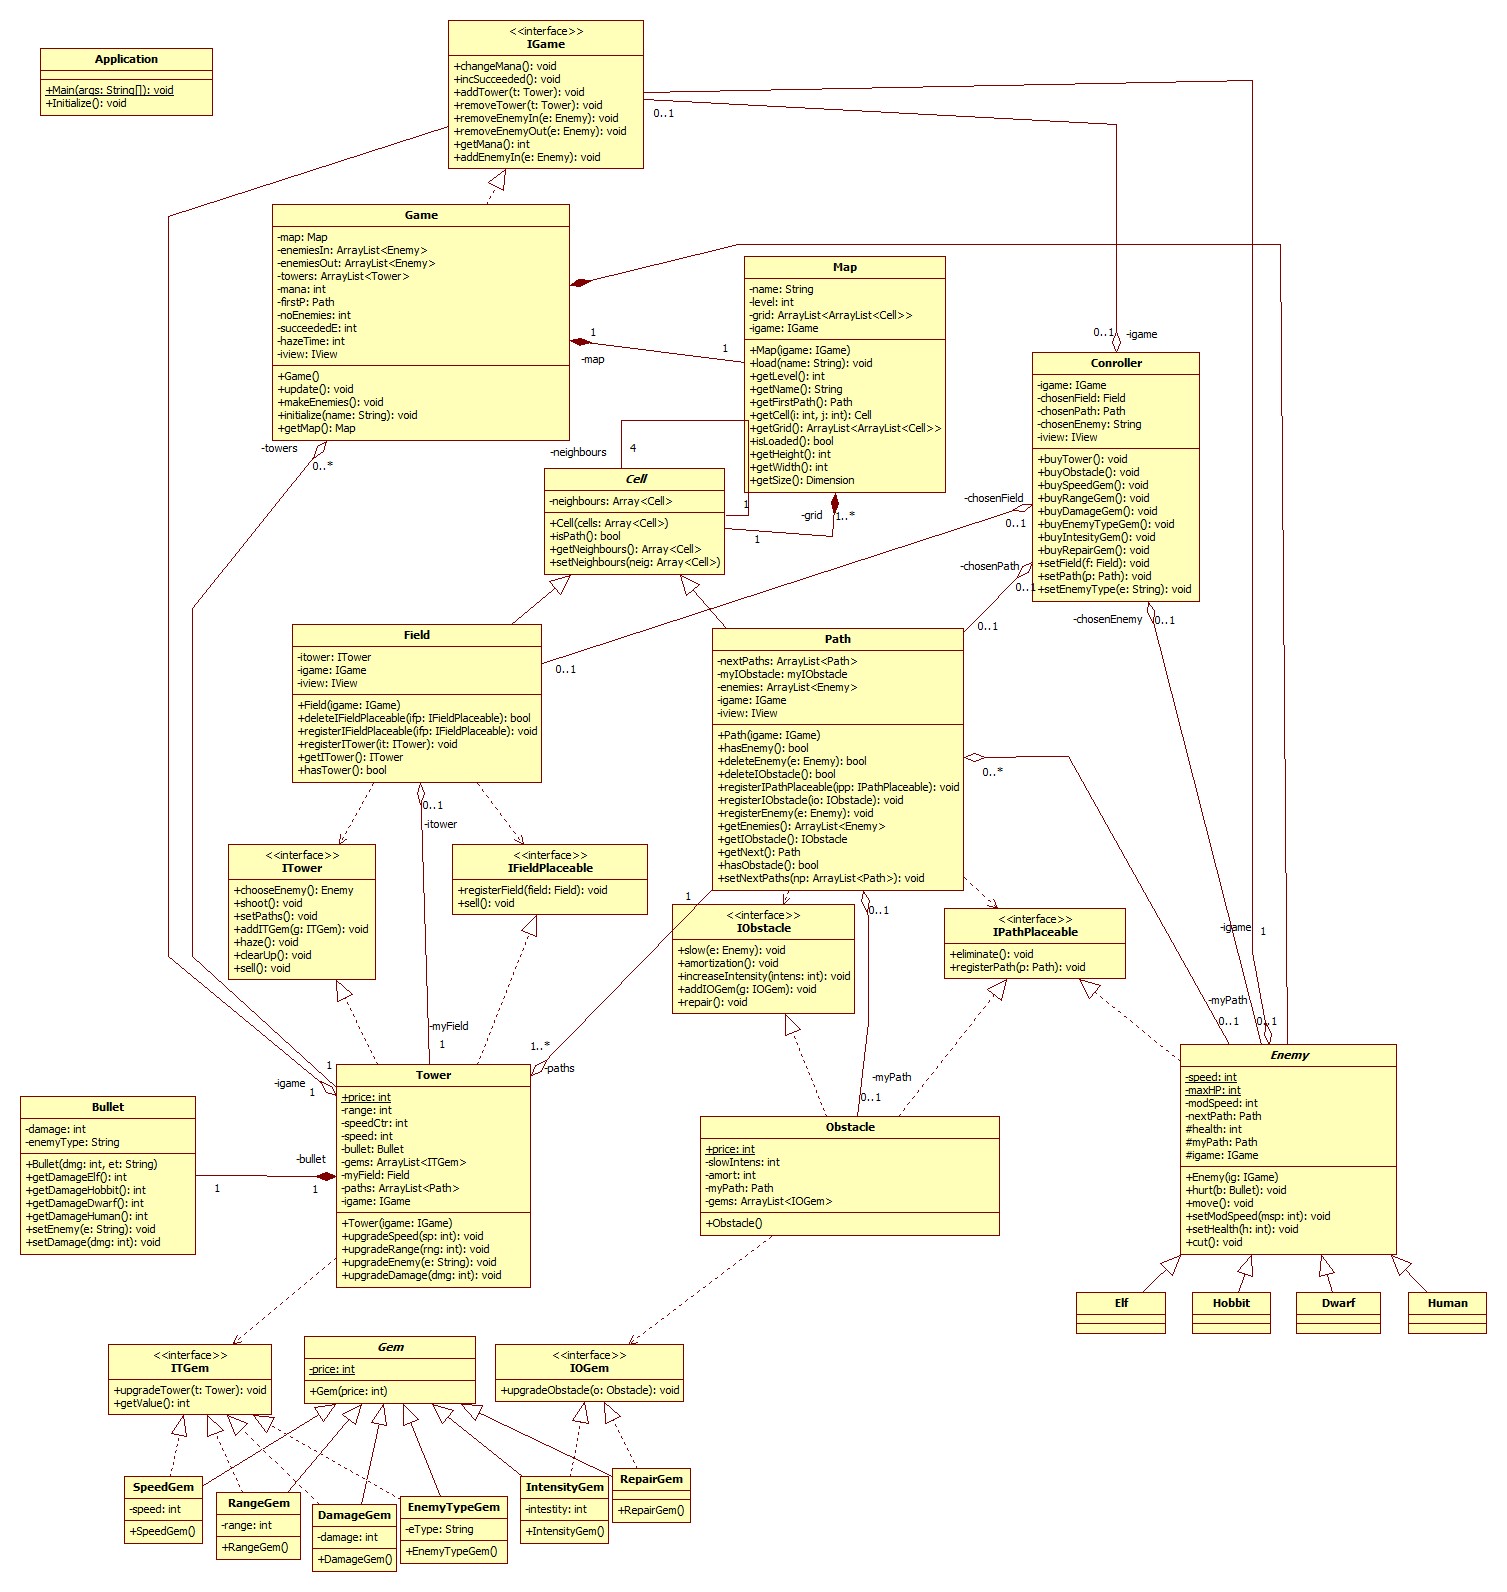 <<interface>>
IGame
+changeMana(): void
+incSucceeded(): void
+addTower(t: Tower): void
+removeTower(t: Tower): void
+removeEnemyIn(e: Enemy): void
+removeEnemyOut(e: Enemy): void
+getMana(): int
+addEnemyIn(e: Enemy): void
Application
+Main(args: String[]): void
+Initialize(): void
0..1
Game
-map: Map
-enemiesIn: ArrayList<Enemy>
-enemiesOut: ArrayList<Enemy>
-towers: ArrayList<Tower>
-mana: int
-firstP: Path
-noEnemies: int
-succeededE: int
-hazeTime: int
-iview: IView
+Game()
+update(): void
+makeEnemies(): void
+initialize(name: String): void
+getMap(): Map
-towers
0..*
1
-map
1
Map
-name: String
-level: int
-grid: ArrayList<ArrayList<Cell>>
-igame: IGame
+Map(igame: IGame)
+load(name: String): void
+getLevel(): int
+getName(): String
+getFirstPath(): Path
+getCell(i: int, j: int): Cell
+getGrid(): ArrayList<ArrayList<Cell>>
+isLoaded(): bool
+getHeight(): int
+getWidth(): int
+getSize(): Dimension
0..1
-igame
Conroller
-igame: IGame
-chosenField: Field
-chosenPath: Path
-chosenEnemy: String
-iview: IView
+buyTower(): void
+buyObstacle(): void
+buySpeedGem(): void
+buyRangeGem(): void
+buyDamageGem(): void
+buyEnemyTypeGem(): void
+buyIntesityGem(): void
+buyRepairGem(): void
+setField(f: Field): void
+setPath(p: Path): void
+setEnemyType(e: String): void
-neighbours
4
Cell
-neighbours: Array<Cell>
+Cell(cells: Array<Cell>)
+isPath(): bool
+getNeighbours(): Array<Cell>
+setNeighbours(neig: Array<Cell>)
1
-grid
1..*
1
-chosenField
0..1
-chosenPath
0..1
0..1
-chosenEnemy
0..1
0..1
Field
-itower: ITower
-igame: IGame
-iview: IView
+Field(igame: IGame)
+deleteIFieldPlaceable(ifp: IFieldPlaceable): bool
+registerIFieldPlaceable(ifp: IFieldPlaceable): void
+registerITower(it: ITower): void
+getITower(): ITower
+hasTower(): bool
Path
-nextPaths: ArrayList<Path>
-myIObstacle: myIObstacle
-enemies: ArrayList<Enemy>
-igame: IGame
-iview: IView
+Path(igame: IGame)
+hasEnemy(): bool
+deleteEnemy(e: Enemy): bool
+deleteIObstacle(): bool
+registerIPathPlaceable(ipp: IPathPlaceable): void
+registerIObstacle(io: IObstacle): void
+registerEnemy(e: Enemy): void
+getEnemies(): ArrayList<Enemy>
+getIObstacle(): IObstacle
+getNext(): Path
+hasObstacle(): bool
+setNextPaths(np: ArrayList<Path>): void
0..*
0..1
-itower
<<interface>>
ITower
+chooseEnemy(): Enemy
+shoot(): void
+setPaths(): void
+addITGem(g: ITGem): void
+haze(): void
+clearUp(): void
+sell(): void
<<interface>>
IFieldPlaceable
+registerField(field: Field): void
+sell(): void
1
<<interface>>
IObstacle
+slow(e: Enemy): void
+amortization(): void
+increaseIntensity(intens: int): void
+addIOGem(g: IOGem): void
+repair(): void
0..1
<<interface>>
IPathPlaceable
+eliminate(): void
+registerPath(p: Path): void
-igame
1
-myPath
0..1
0..1
-myField
1
1..*
-paths
-myPath
0..1
1
-igame
1
Tower
+price: int
-range: int
-speedCtr: int
-speed: int
-bullet: Bullet
-gems: ArrayList<ITGem>
-myField: Field
-paths: ArrayList<Path>
-igame: IGame
+Tower(igame: IGame)
+upgradeSpeed(sp: int): void
+upgradeRange(rng: int): void
+upgradeEnemy(e: String): void
+upgradeDamage(dmg: int): void
Bullet
-damage: int
-enemyType: String
+Bullet(dmg: int, et: String)
+getDamageElf(): int
+getDamageHobbit(): int
+getDamageDwarf(): int
+getDamageHuman(): int
+setEnemy(e: String): void
+setDamage(dmg: int): void
-bullet
1
1
Obstacle
+price: int
-slowIntens: int
-amort: int
-myPath: Path
-gems: ArrayList<IOGem>
+Obstacle()
Enemy
-speed: int
-maxHP: int
-modSpeed: int
-nextPath: Path
#health: int
#myPath: Path
#igame: IGame
+Enemy(ig: IGame)
+hurt(b: Bullet): void
+move(): void
+setModSpeed(msp: int): void
+setHealth(h: int): void
+cut(): void
Elf
Hobbit
Dwarf
Human
<<interface>>
ITGem
+upgradeTower(t: Tower): void
+getValue(): int
Gem
-price: int
+Gem(price: int)
<<interface>>
IOGem
+upgradeObstacle(o: Obstacle): void
SpeedGem
-speed: int
+SpeedGem()
RangeGem
-range: int
+RangeGem()
DamageGem
-damage: int
+DamageGem()
EnemyTypeGem
-eType: String
+EnemyTypeGem()
IntensityGem
-intestity: int
+IntensityGem()
RepairGem
+RepairGem()